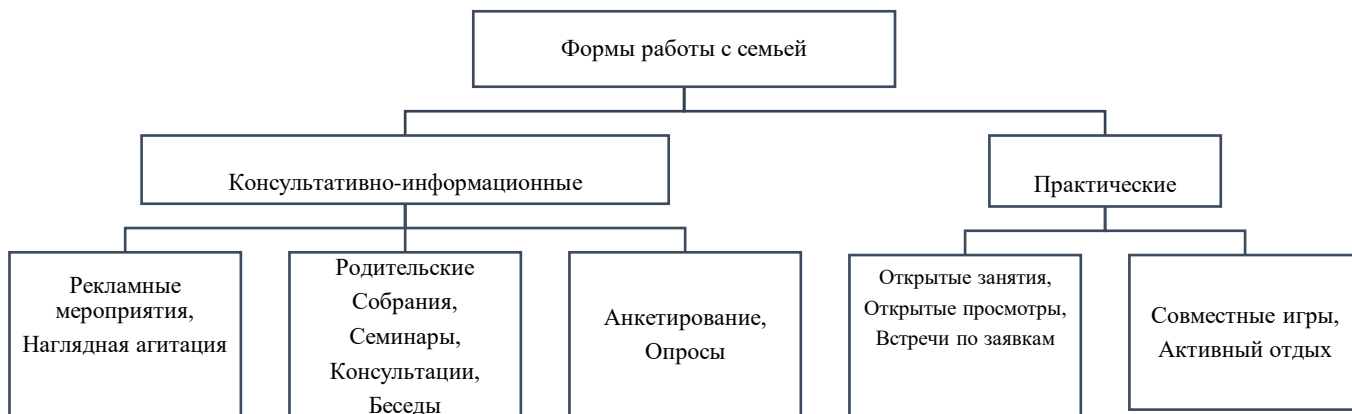 Формы работы с семьей
Консультативно-информационные
Практические
Рекламные
мероприятия,
Наглядная агитация
Родительские
Собрания,
Семинары,
Консультации,
Беседы
Анкетирование,
Опросы
Открытые занятия,
Открытые просмотры,
Встречи по заявкам
Совместные игры,
Активный отдых